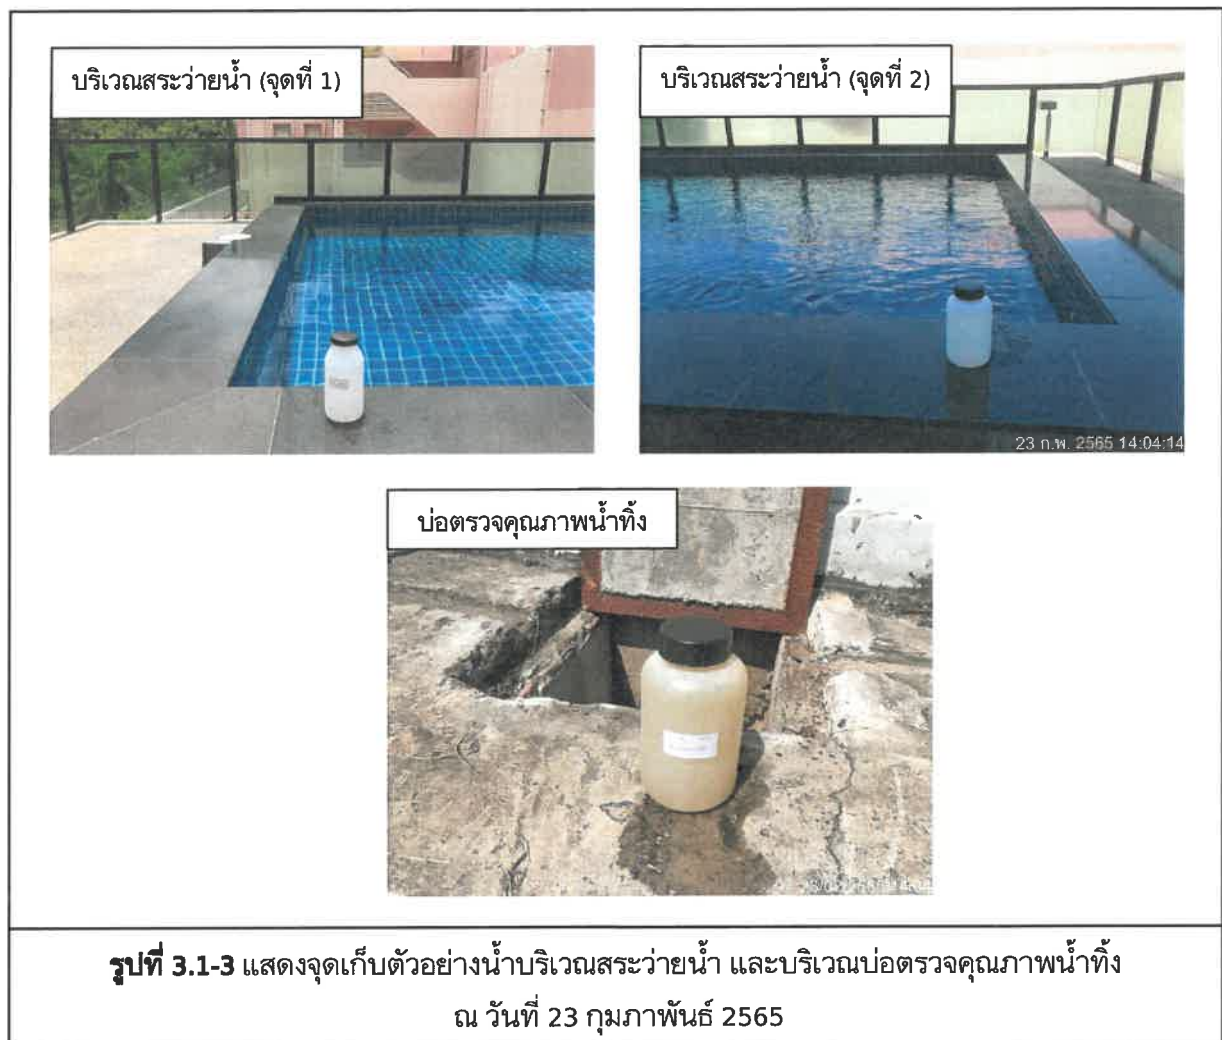 บริเวณสระว่ายน้ำ (จุดที่ 1)
บริเวณสระว่ายน้ำ (จุดที่ 2)
23 ก.พ. 2565 14:04:14
บ่อตรวจคุณภาพน้ำทิ้ง
รูปที่ 3.1-3 แสดงจุดเก็บตัวอย่างน้ำบริเวณสระว่ายน้ำ และบริเวณบ่อตรวจคุณภาพน้ำทิ้ง
ณ วันที่ 23 กุมภาพันธ์ 2565